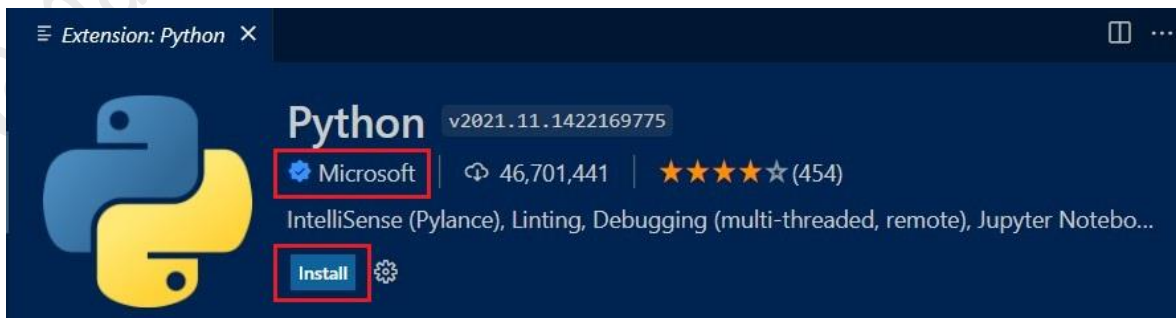 Extension: Python
Python v2021.11.1422169775
Microsoft 46,701,441 (454)
IntelliSense (Pylance), Linting, Debugging (multi-threaded, remote), Jupyter Notebo...
Install